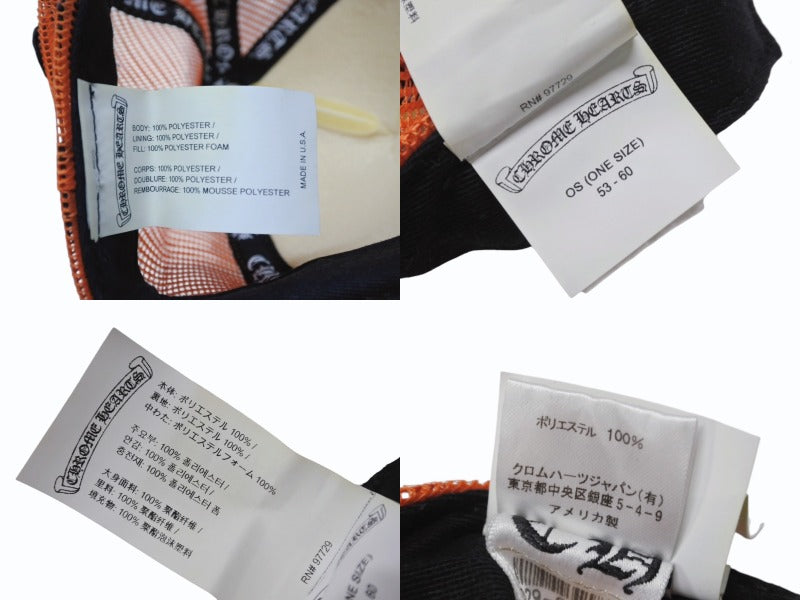 CHROME HEARTS
BODY: 100% POLYESTER /
LINING: 100% POLYESTER /
FILL: 100% POLYESTER FOAM
CORPS: 100% POLYESTER /
DOUBLURE: 100% POLYESTER /
REMBOURRAGE: 100% MOUSSE POLYESTER
MADE IN U.S.A.
RN# 97729
CHROME HEARTS
OS (ONE SIZE)
53 - 60
CHROME HEARTS
本体: ポリエステル 100% /
裏地: ポリエステル 100% /
中わた: ポリエステルフォーム 100%
주요부: 100% 폴리에스터 /
안감: 100% 폴리에스터 /
충전재: 100% 폴리에스터 폼
大身面料: 100% 聚酯纤维 /
里料: 100% 聚酯纤维 /
填充物: 100% 聚酯泡沫塑料
RN# 97729
ポリエステル 100%
クロムハーツジャパン(有)
東京都中央区銀座5-4-9
アメリカ製